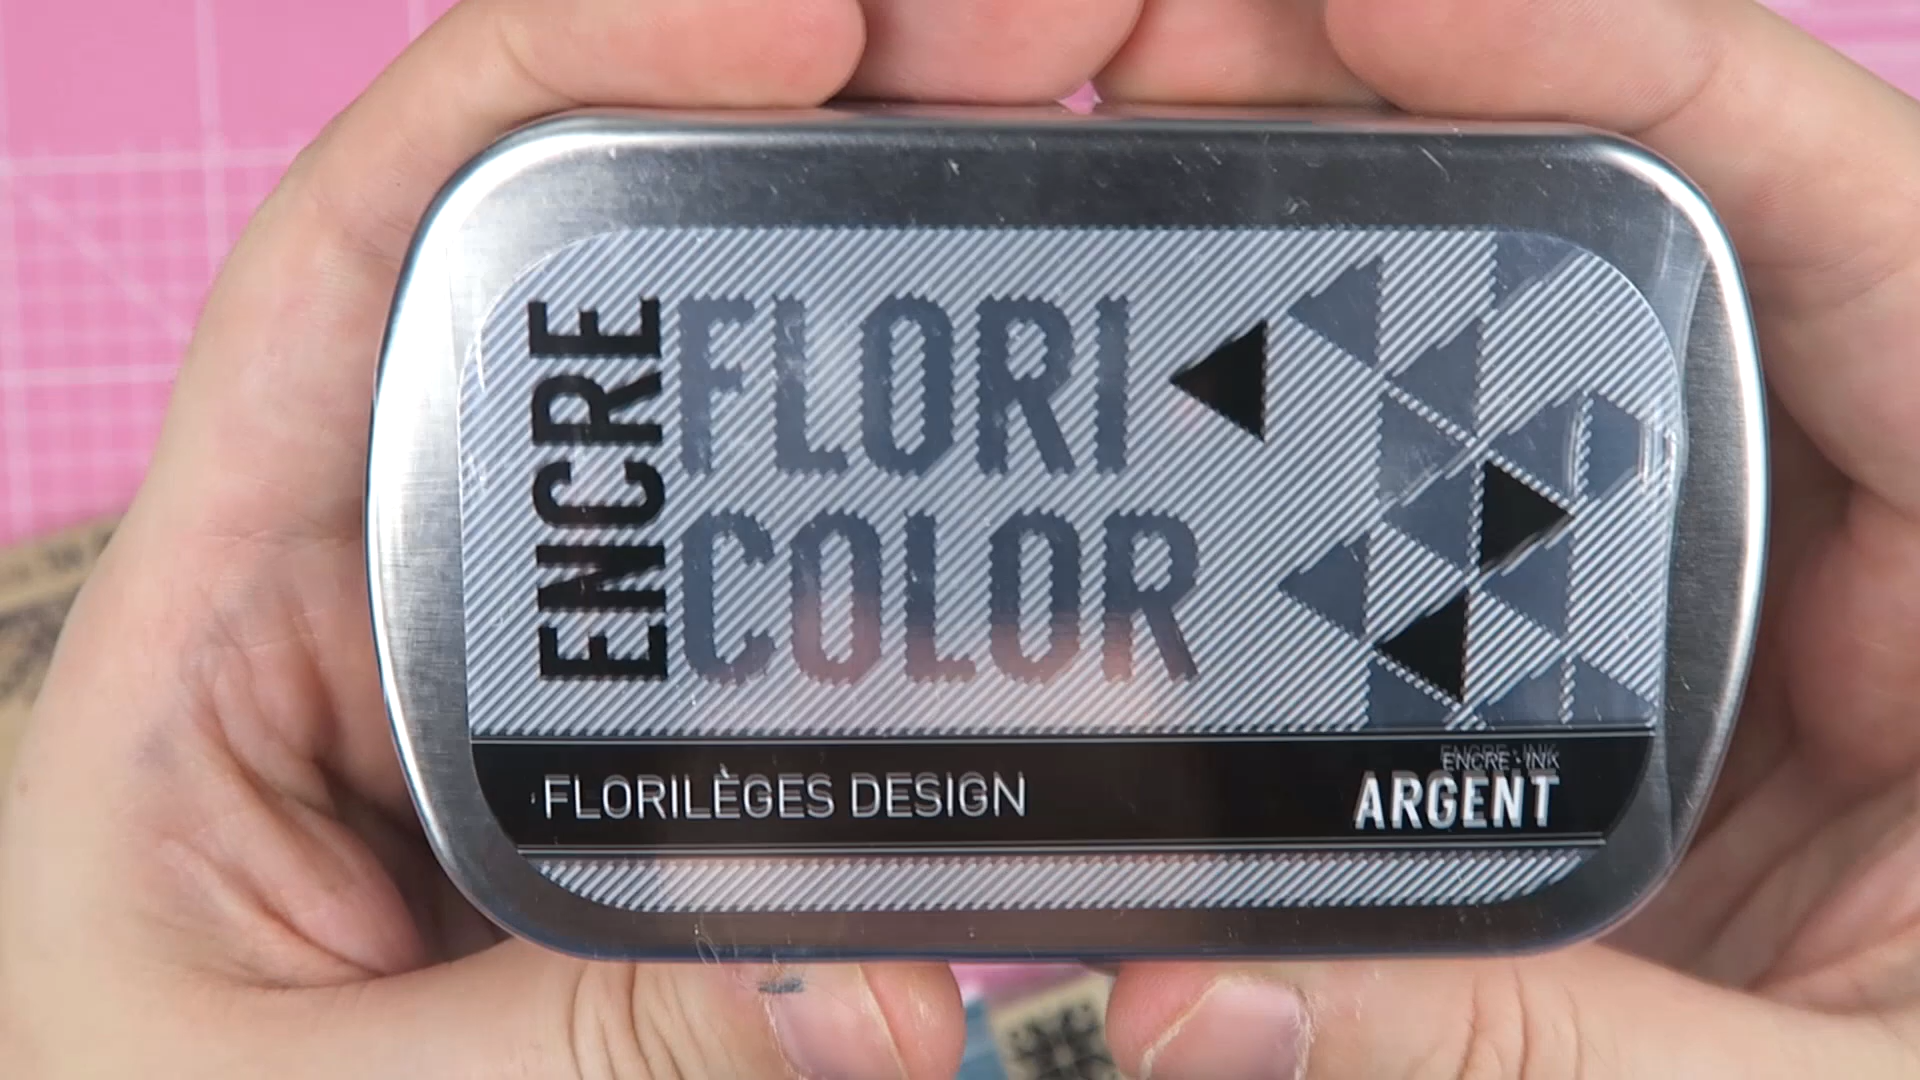 ENCRE
FLORI
COLOR
FLORILÈGES DESIGN
ENCRE • INK
ARGENT